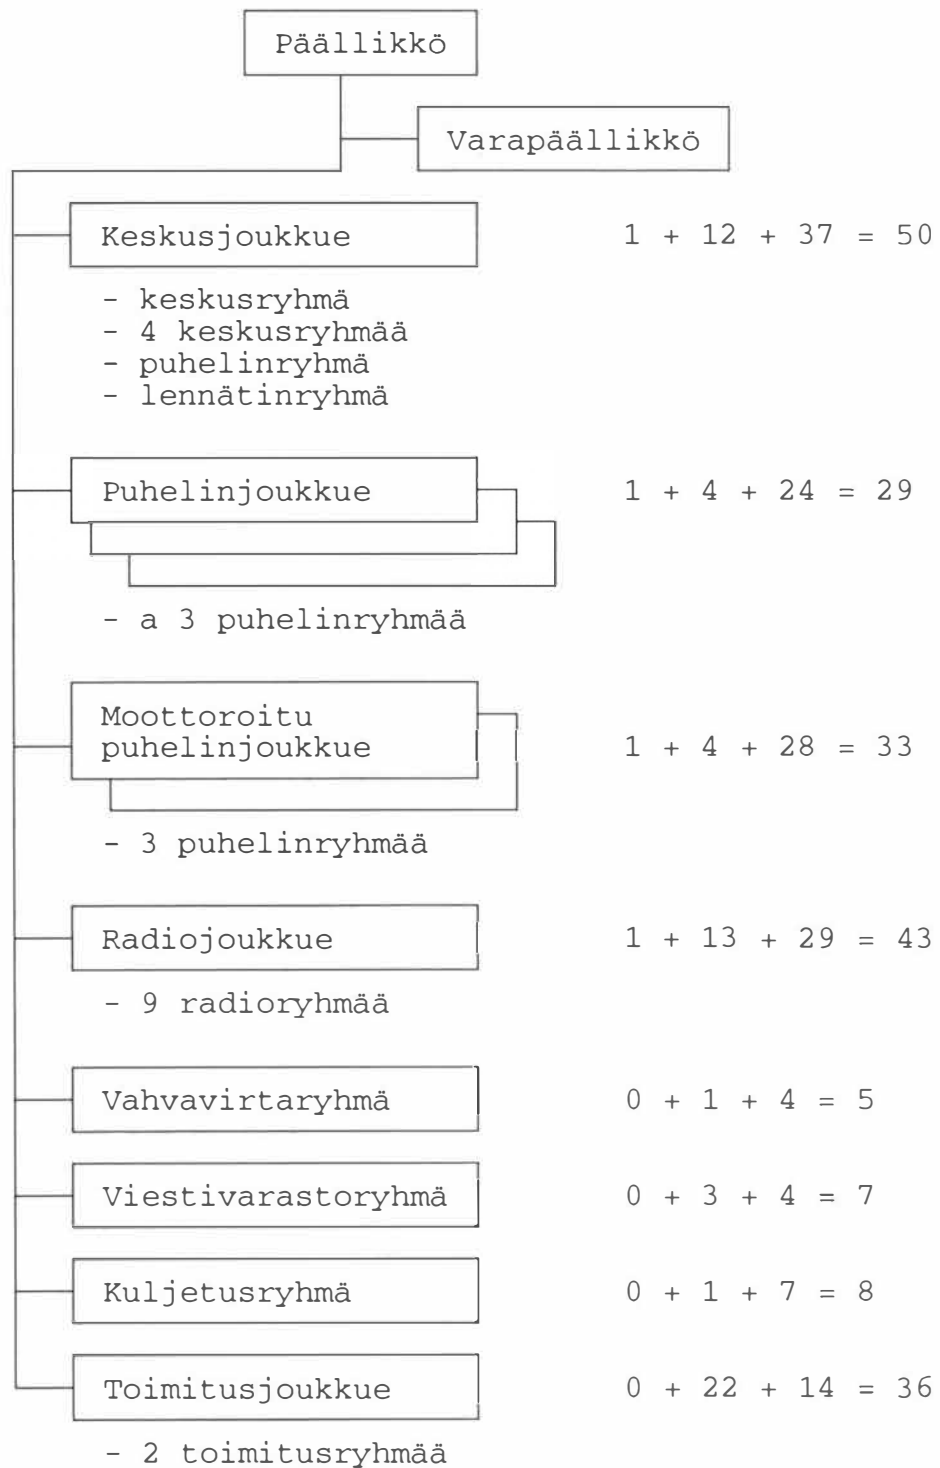 Päällikkö
Varapäällikkö
Keskusjoukkue 1 + 12 + 37 = 50
- keskusryhmä
- 4 keskusryhmää
- puhelinryhmä
- lennätinryhmä
Puhelinjoukkue 1 + 4 + 24 = 29
- a 3 puhelinryhmää
Moottoroitu
puhelinjoukkue 1 + 4 + 28 = 33
- 3 puhelinryhmää
Radiojoukkue 1 + 13 + 29 = 43
- 9 radioryhmää
Vahvavirtaryhmä 0 + 1 + 4 = 5
Viestivarastoryhmä 0 + 3 + 4 = 7
Kuljetusryhmä 0 + 1 + 7 = 8
Toimitusjoukkue 0 + 22 + 14 = 36
- 2 toimitusryhmää